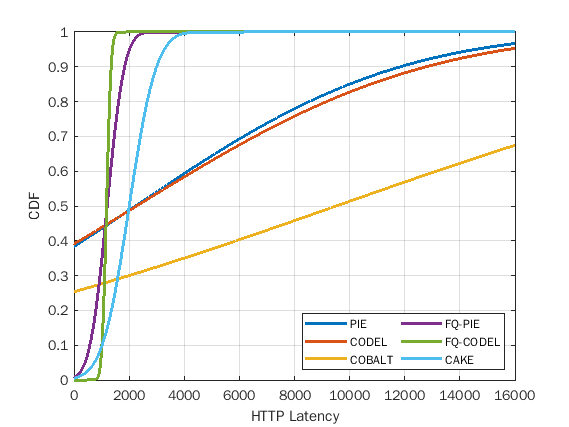 1
0.9
0.8
0.7
0.6
0.5
0.4
0.3
0.2
0.1
0
CDF
0 2000 4000 6000 8000 10000 12000 14000 16000
HTTP Latency
PIE FQ-PIE
CODEL FQ-CODEL
COBALT CAKE